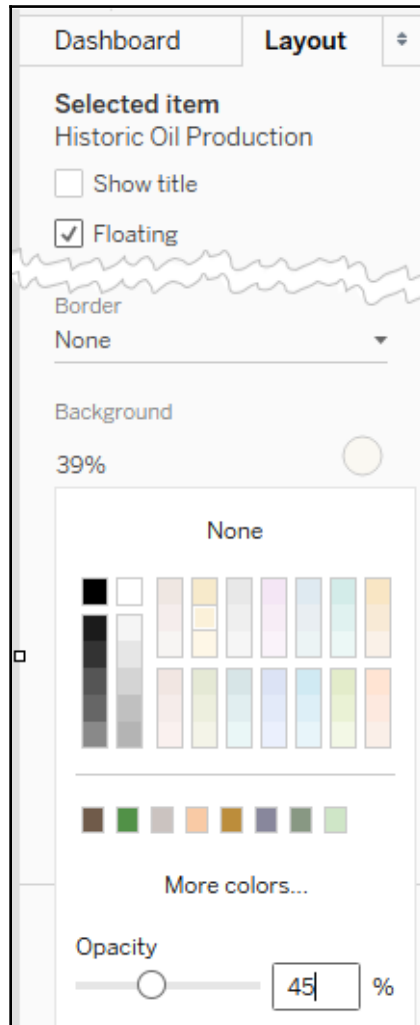 Dashboard Layout
Selected item
Historic Oil Production
Show title
Floating
Border
None
Background
39%
None
More colors...
Opacity
45 %